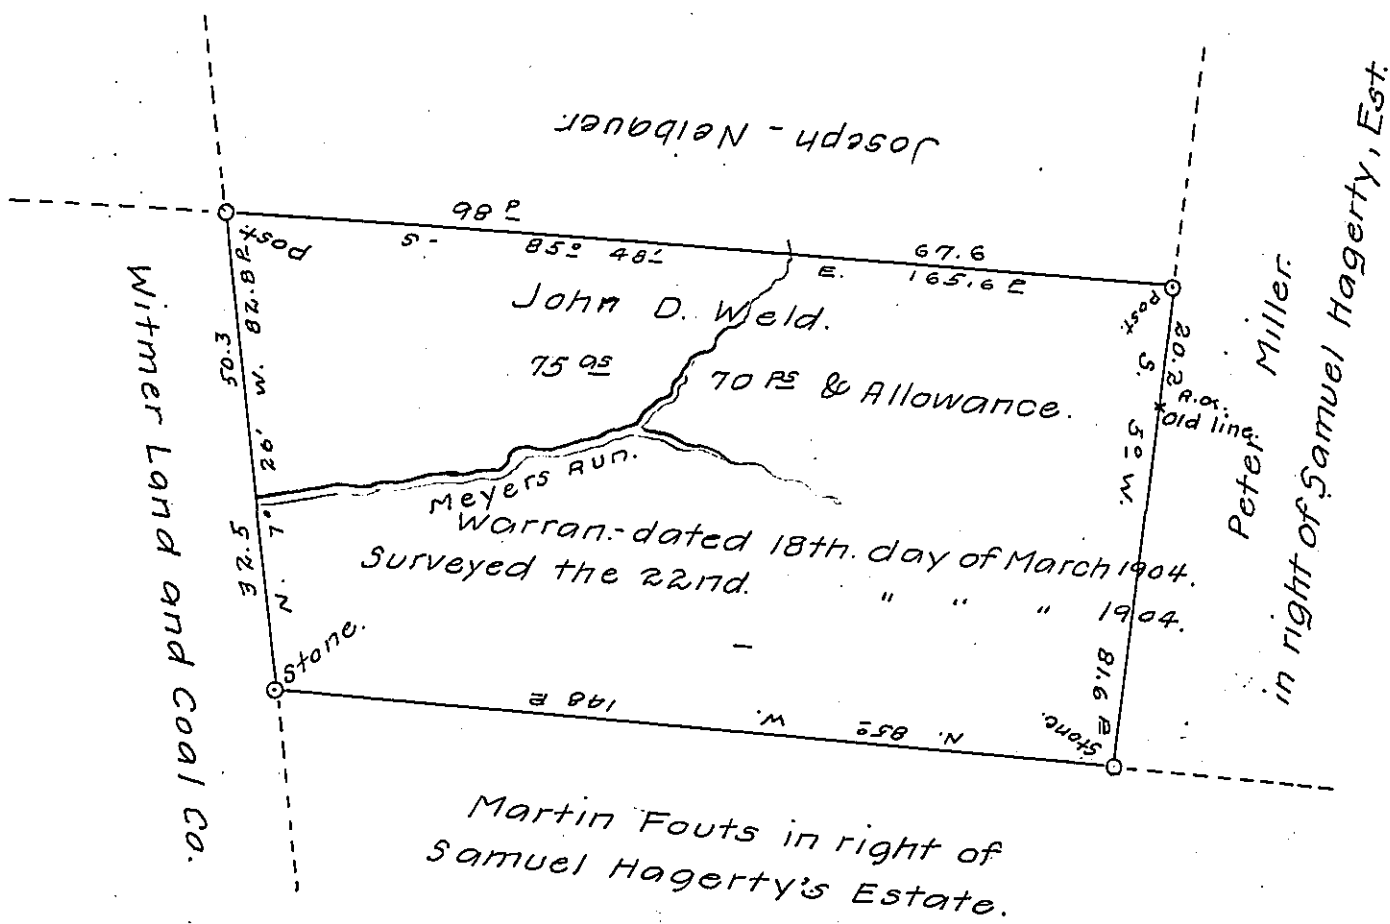 Joseph - Neibauer.
98 P
67.6
S - 85° 48' E. 165.6 P
Post.
Post.
John D. Weld.
75 as 70 Ps & Allowance.
Meyers Run.
Warran.-dated 18th. day of March 1904.
Surveyed the 22nd. " " " 1904.
-
N 7° 26' W. 82.8 P.
32.5
50.3
Witmer Land and Coal Co.
Stone.
20.2
S. 5° W. 81.6 P
Old line.
Stone.
Peter Miller.
in right of Samuel Hagerty, Est.
N. 85° W. 148 P
Martin Fouts in right of
Samuel Hagerty's Estate.